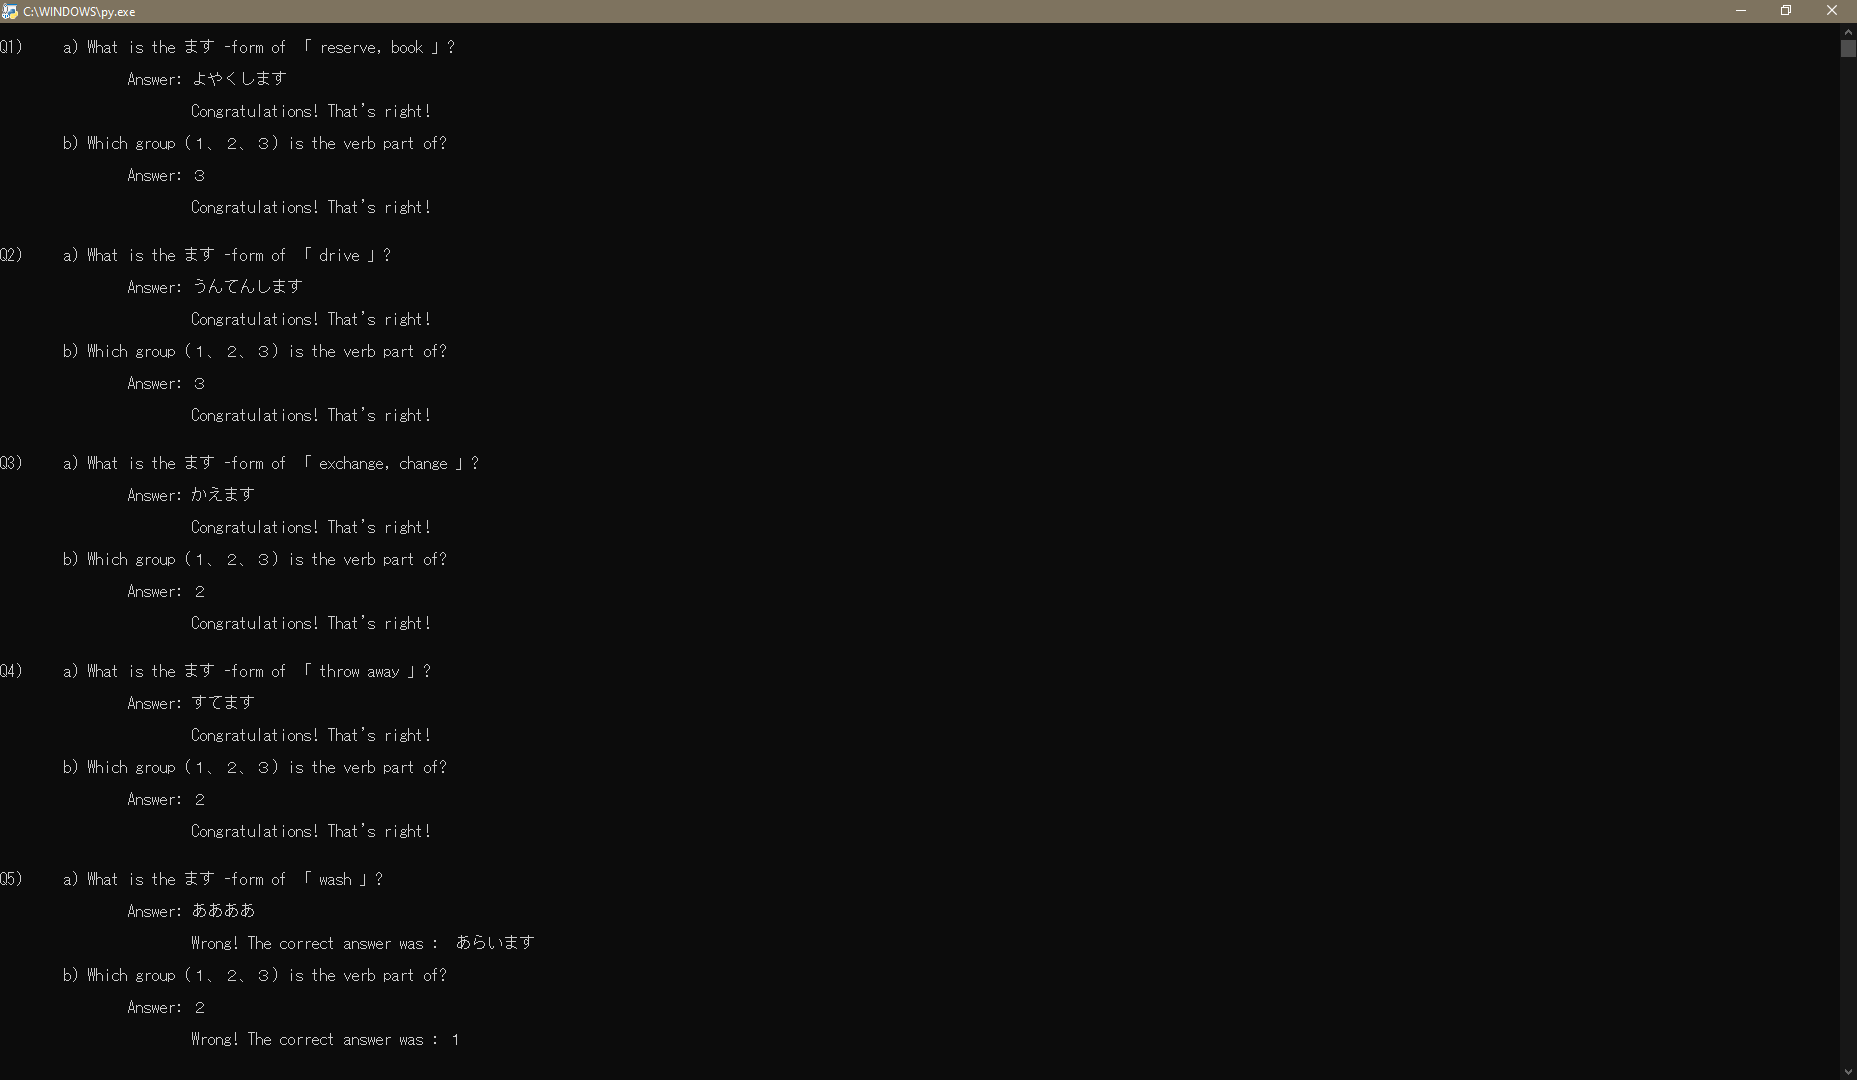 C:\WINDOWS\py.exe
Q1) a) What is the ます -form of 「 reserve, book 」?
Answer: よやくします
Congratulations! That's right!
b) Which group (１、２、３) is the verb part of?
Answer: ３
Congratulations! That's right!
Q2) a) What is the ます -form of 「 drive 」?
Answer: うんてんします
Congratulations! That's right!
b) Which group (１、２、３) is the verb part of?
Answer: ３
Congratulations! That's right!
Q3) a) What is the ます -form of 「 exchange, change 」?
Answer: かえます
Congratulations! That's right!
b) Which group (１、２、３) is the verb part of?
Answer: ２
Congratulations! That's right!
Q4) a) What is the ます -form of 「 throw away 」?
Answer: すてます
Congratulations! That's right!
b) Which group (１、２、３) is the verb part of?
Answer: ２
Congratulations! That's right!
Q5) a) What is the ます -form of 「 wash 」?
Answer: ああああ
Wrong! The correct answer was : あらいます
b) Which group (１、２、３) is the verb part of?
Answer: ２
Wrong! The correct answer was : １